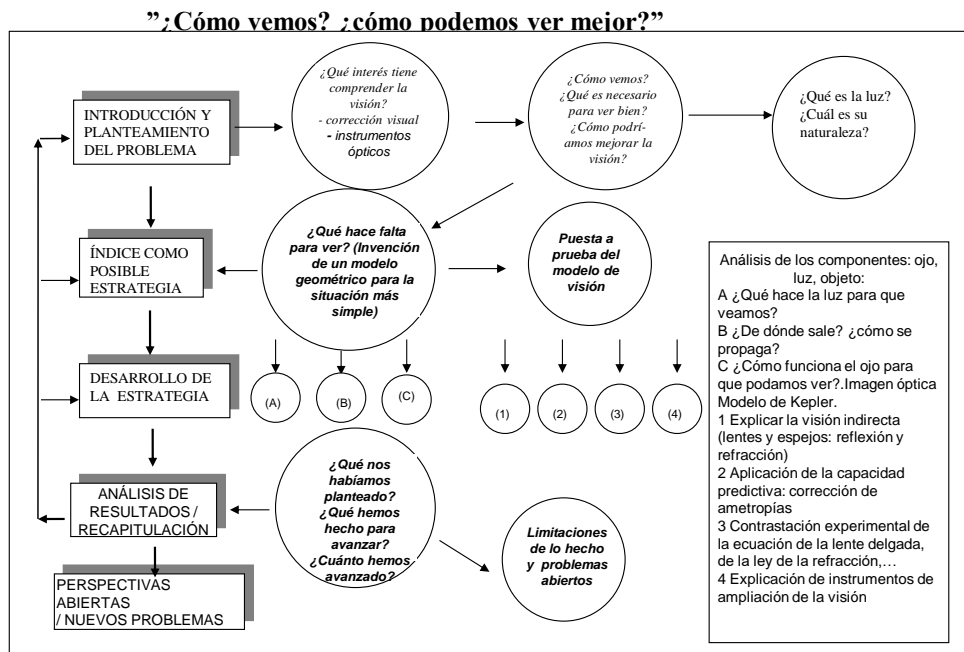 ”¿Cómo vemos? ¿cómo podemos ver mejor?”
INTRODUCCIÓN Y
PLANTEAMIENTO
DEL PROBLEMA
¿Qué interés tiene
comprender la
visión?
- corrección visual
- instrumentos
ópticos
¿Cómo vemos?
¿Qué es necesario
para ver bien?
¿Cómo podrí-
amos mejorar la
visión?
¿Qué es la luz?
¿Cuál es su
naturaleza?
ÍNDICE COMO
POSIBLE
ESTRATEGIA
¿Qué hace falta
para ver? (Invención
de un modelo
geométrico para la
situación más
simple)
Puesta a
prueba del
modelo de
visión
DESARROLLO DE
LA ESTRATEGIA
(A)
(B)
(C)
(1)
(2)
(3)
(4)
ANÁLISIS DE
RESULTADOS /
RECAPITULACIÓN
¿Qué nos
habíamos
planteado?
¿Qué hemos
hecho para
avanzar?
¿Cuánto hemos
avanzado?
Limitaciones
de lo hecho
y problemas
abiertos
PERSPECTIVAS
ABIERTAS
/ NUEVOS PROBLEMAS
Análisis de los componentes: ojo,
luz, objeto:
A ¿Qué hace la luz para que
veamos?
B ¿De dónde sale? ¿cómo se
propaga?
C ¿Cómo funciona el ojo para
que podamos ver?.Imagen óptica
Modelo de Kepler.
1 Explicar la visión indirecta
(lentes y espejos: reflexión y
refracción)
2 Aplicación de la capacidad
predictiva: corrección de
ametropías
3 Contrastación experimental de
la ecuación de la lente delgada,
de la ley de la refracción,…
4 Explicación de instrumentos de
ampliación de la visión